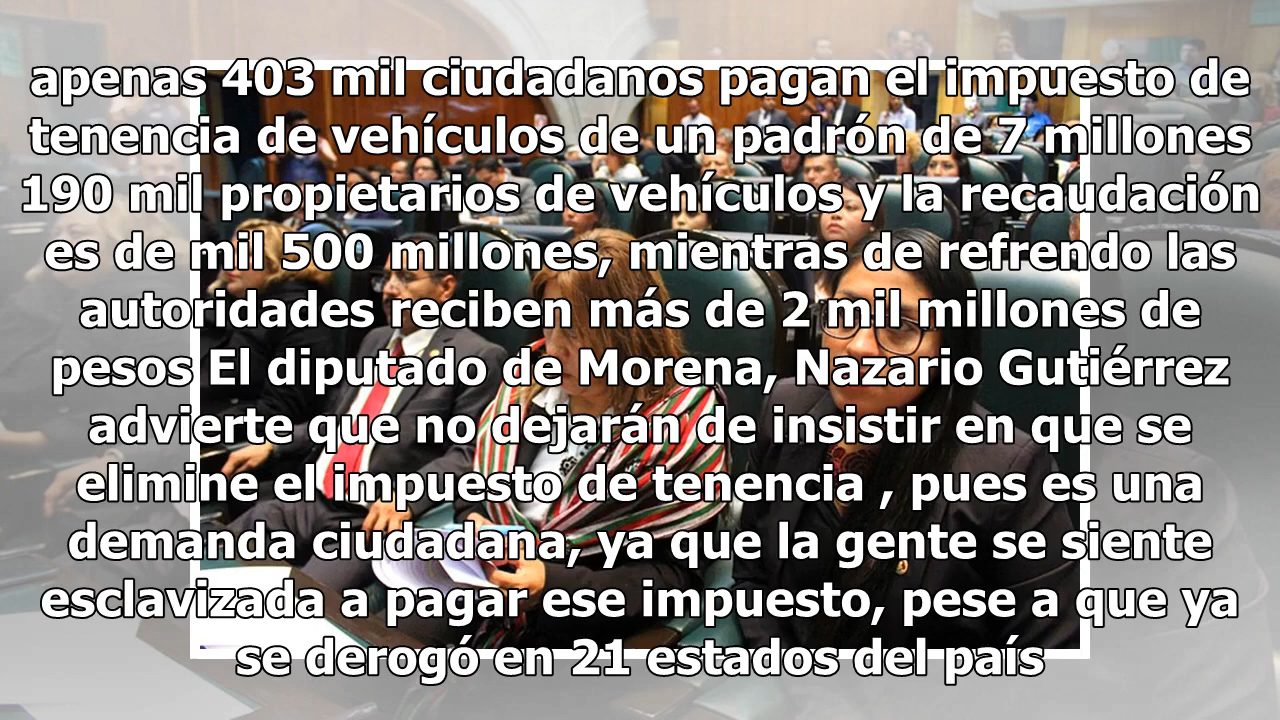 apenas 403 mil ciudadanos pagan el impuesto de
tenencia de vehículos de un padrón de 7 millones
190 mil propietarios de vehículos y la recaudación
es de mil 500 millones, mientras de refrendo las
autoridades reciben más de 2 mil millones de
pesos El diputado de Morena, Nazario Gutiérrez
advierte que no dejarán de insistir en que se
elimine el impuesto de tenencia , pues es una
demanda ciudadana, ya que la gente se siente
esclavizada a pagar ese impuesto, pese a que ya
se derogó en 21 estados del país